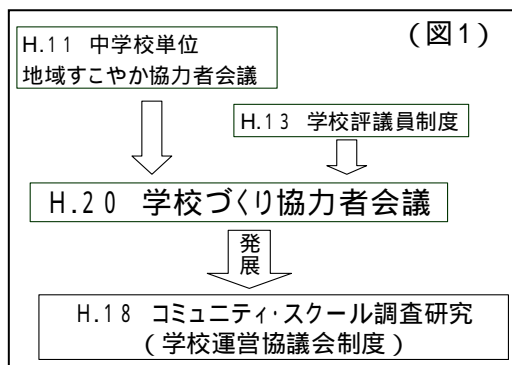 (図1)
H.11 中学校単位
地域すこやか協力者会議
H.13 学校評議員制度
H.20 学校づくり協力者会議
発
展
H.18 コミュニティ・スクール調査研究
(学校運営協議会制度)